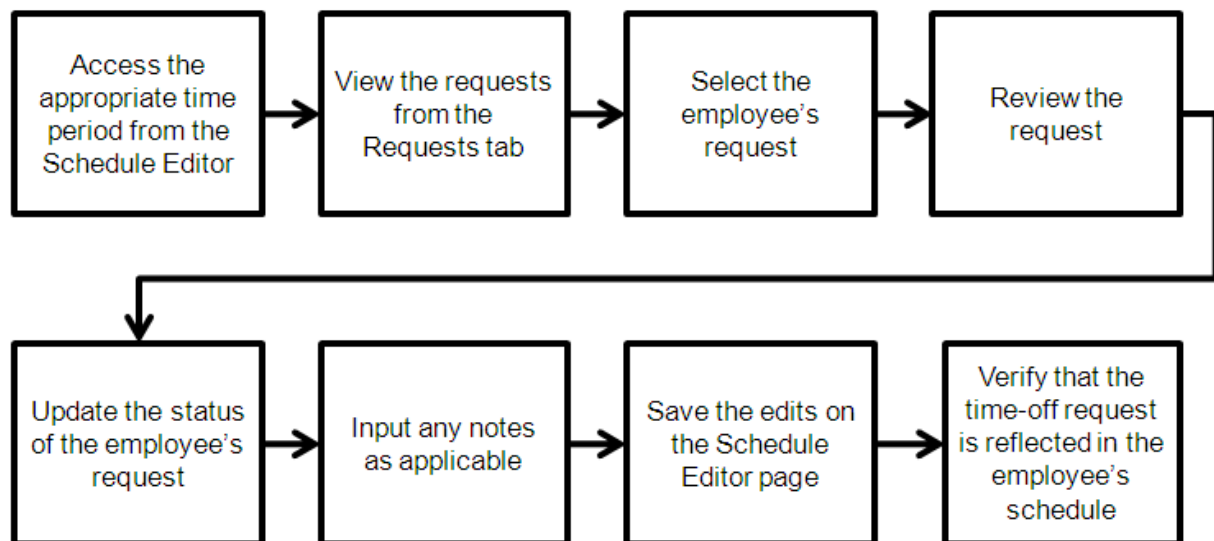 Access the
appropriate time
period from the
Schedule Editor
View the requests
from the
Requests tab
Select the
employee's
request
Review the
request
Update the status
of the employee's
request
Input any notes
as applicable
Save the edits on
the Schedule
Editor page
Verify that the
time-off request
is reflected in the
employee's
schedule